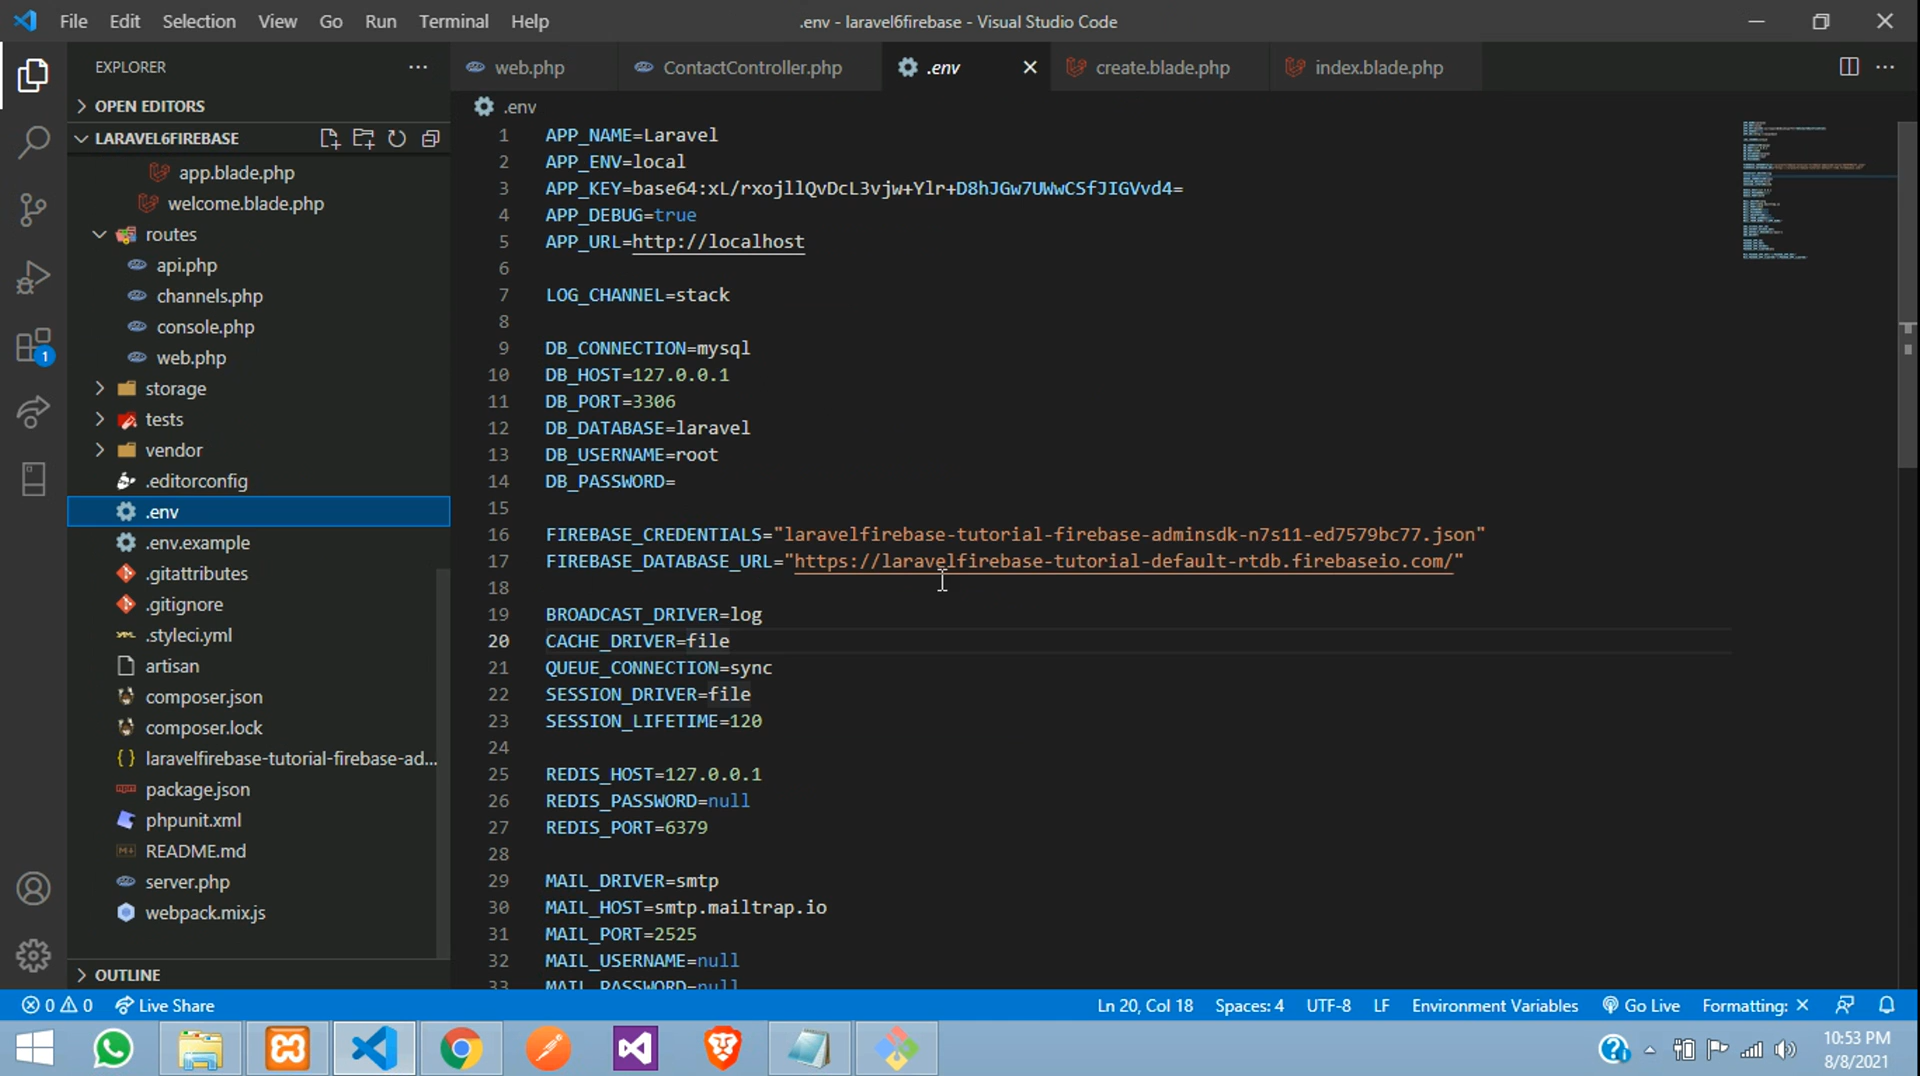 File Edit Selection View Go Run Terminal Help
.env - laravel6firebase - Visual Studio Code
EXPLORER
OPEN EDITORS
LARAVEL6FIREBASE
app.blade.php
welcome.blade.php
routes
api.php
channels.php
console.php
web.php
storage
tests
vendor
.editorconfig
.env
.env.example
.gitattributes
.gitignore
.styleci.yml
artisan
composer.json
composer.lock
laravelfirebase-tutorial-firebase-ad...
package.json
phpunit.xml
README.md
server.php
webpack.mix.js
OUTLINE
1
web.php ContactController.php .env create.blade.php index.blade.php
.env
1 APP_NAME=Laravel
2 APP_ENV=local
3 APP_KEY=base64:xL/rxojllQvDcL3vjw+Ylr+D8hJGw7UWwCSfJIGVvd4=
4 APP_DEBUG=true
5 APP_URL=http://localhost
6
7 LOG_CHANNEL=stack
8
9 DB_CONNECTION=mysql
10 DB_HOST=127.0.0.1
11 DB_PORT=3306
12 DB_DATABASE=laravel
13 DB_USERNAME=root
14 DB_PASSWORD=
15
16 FIREBASE_CREDENTIALS="laravelfirebase-tutorial-firebase-adminsdk-n7s11-ed7579bc77.json"
17 FIREBASE_DATABASE_URL="https://laravelfirebase-tutorial-default-rtdb.firebaseio.com/"
18
19 BROADCAST_DRIVER=log
20 CACHE_DRIVER=file
21 QUEUE_CONNECTION=sync
22 SESSION_DRIVER=file
23 SESSION_LIFETIME=120
24
25 REDIS_HOST=127.0.0.1
26 REDIS_PASSWORD=null
27 REDIS_PORT=6379
28
29 MAIL_DRIVER=smtp
30 MAIL_HOST=smtp.mailtrap.io
31 MAIL_PORT=2525
32 MAIL_USERNAME=null
33 MAIL_PASSWORD=null
0 0 Live Share
Ln 20, Col 18 Spaces: 4 UTF-8 LF Environment Variables Go Live Formatting: ×
10:53 PM
8/8/2021